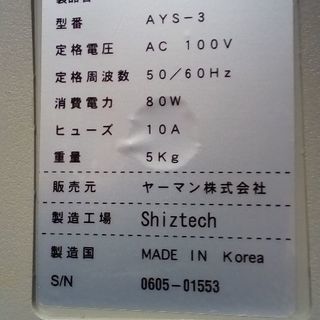 型番 AYS-3
定格電圧 AC 100V
定格周波数 50/60Hz
消費電力 80W
ヒューズ 10A
重量 5Kg
販売元 ヤーマン株式会社
製造工場 Shiztech
製造国 MADE IN Korea
S/N 0605-01553